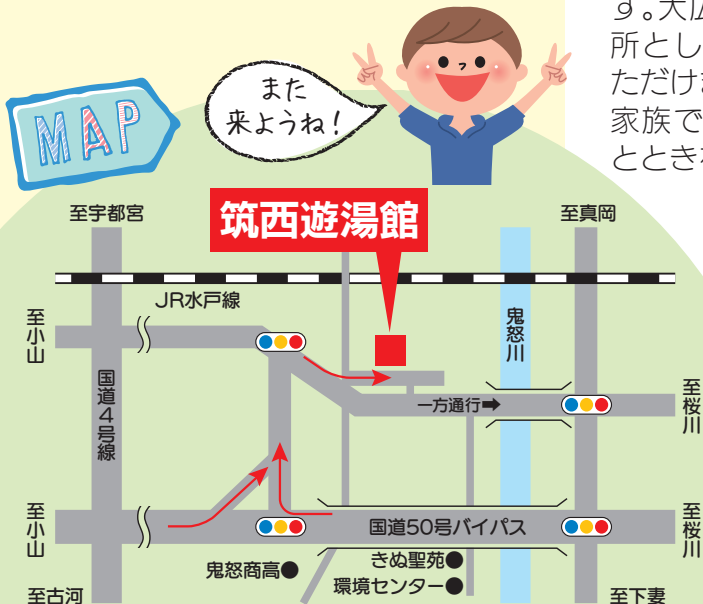 す。大広
所とし
ただけま
家族で
とときを
MAP
また
来ようね!
筑西遊湯館
至宇都宮
至真岡
JR水戸線
至小山
鬼怒川
国道4号線
至桜川
一方通行➡
至小山
国道50号バイパス
至桜川
鬼怒商高●
きぬ聖苑●
環境センター●
至古河
至下妻